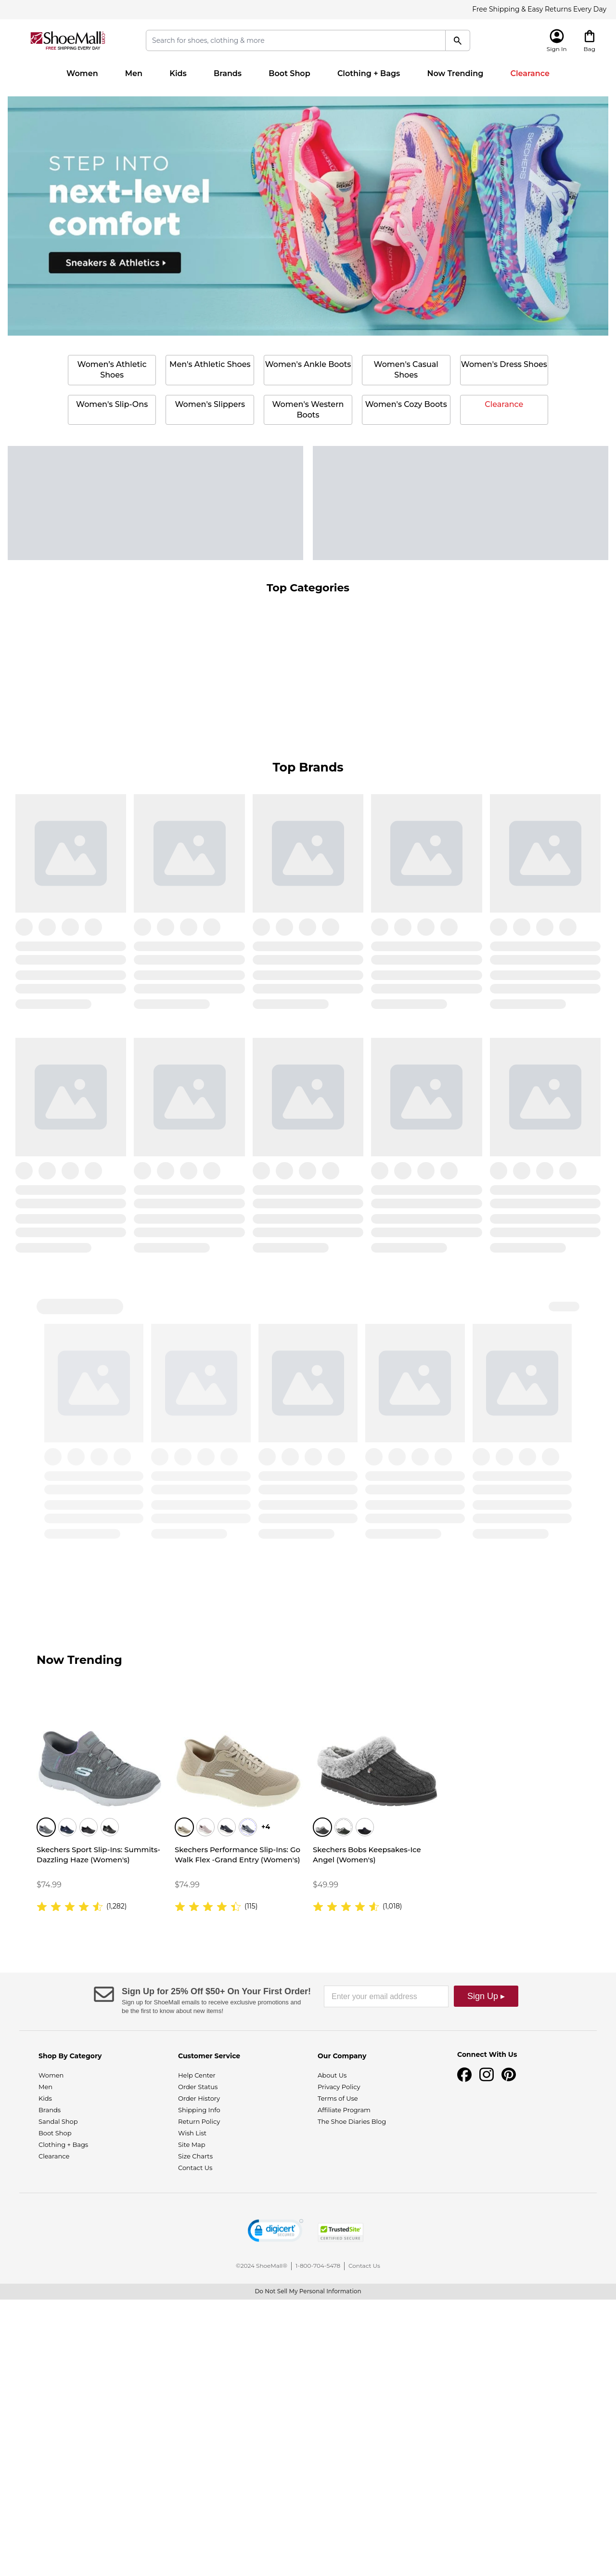 Free Shipping & Easy Returns Every Day
ShoeMall
FREE SHIPPING EVERY DAY
Search for shoes, clothing & more
Sign In
Bag
Women
Men
Kids
Brands
Boot Shop
Clothing + Bags
Now Trending
Clearance
STEP INTO
next-level
comfort
Sneakers & Athletics ▸
SKECHERS
Women's Athletic
Shoes
Men's Athletic Shoes
Women's Ankle Boots
Women's Casual
Shoes
Women's Dress Shoes
Women's Slip-Ons
Women's Slippers
Women's Western
Boots
Women's Cozy Boots
Clearance
Top Categories
Top Brands
Now Trending
+4
Skechers Sport Slip-Ins: Summits-
Dazzling Haze (Women's)
$74.99
(1,282)
Skechers Performance Slip-Ins: Go
Walk Flex -Grand Entry (Women's)
$74.99
(115)
Skechers Bobs Keepsakes-Ice
Angel (Women's)
$49.99
(1,018)
Sign Up for 25% Off $50+ On Your First Order!
Sign up for ShoeMall emails to receive exclusive promotions and
be the first to know about new items!
Enter your email address
Sign Up ▸
Shop By Category
Women
Men
Kids
Brands
Sandal Shop
Boot Shop
Clothing + Bags
Clearance
Customer Service
Help Center
Order Status
Order History
Shipping Info
Return Policy
Wish List
Site Map
Size Charts
Contact Us
Our Company
About Us
Privacy Policy
Terms of Use
Affiliate Program
The Shoe Diaries Blog
Connect With Us
digicert
SECURED
TrustedSite
CERTIFIED SECURE
©2024 ShoeMall®
1-800-704-5478
Contact Us
Do Not Sell My Personal Information